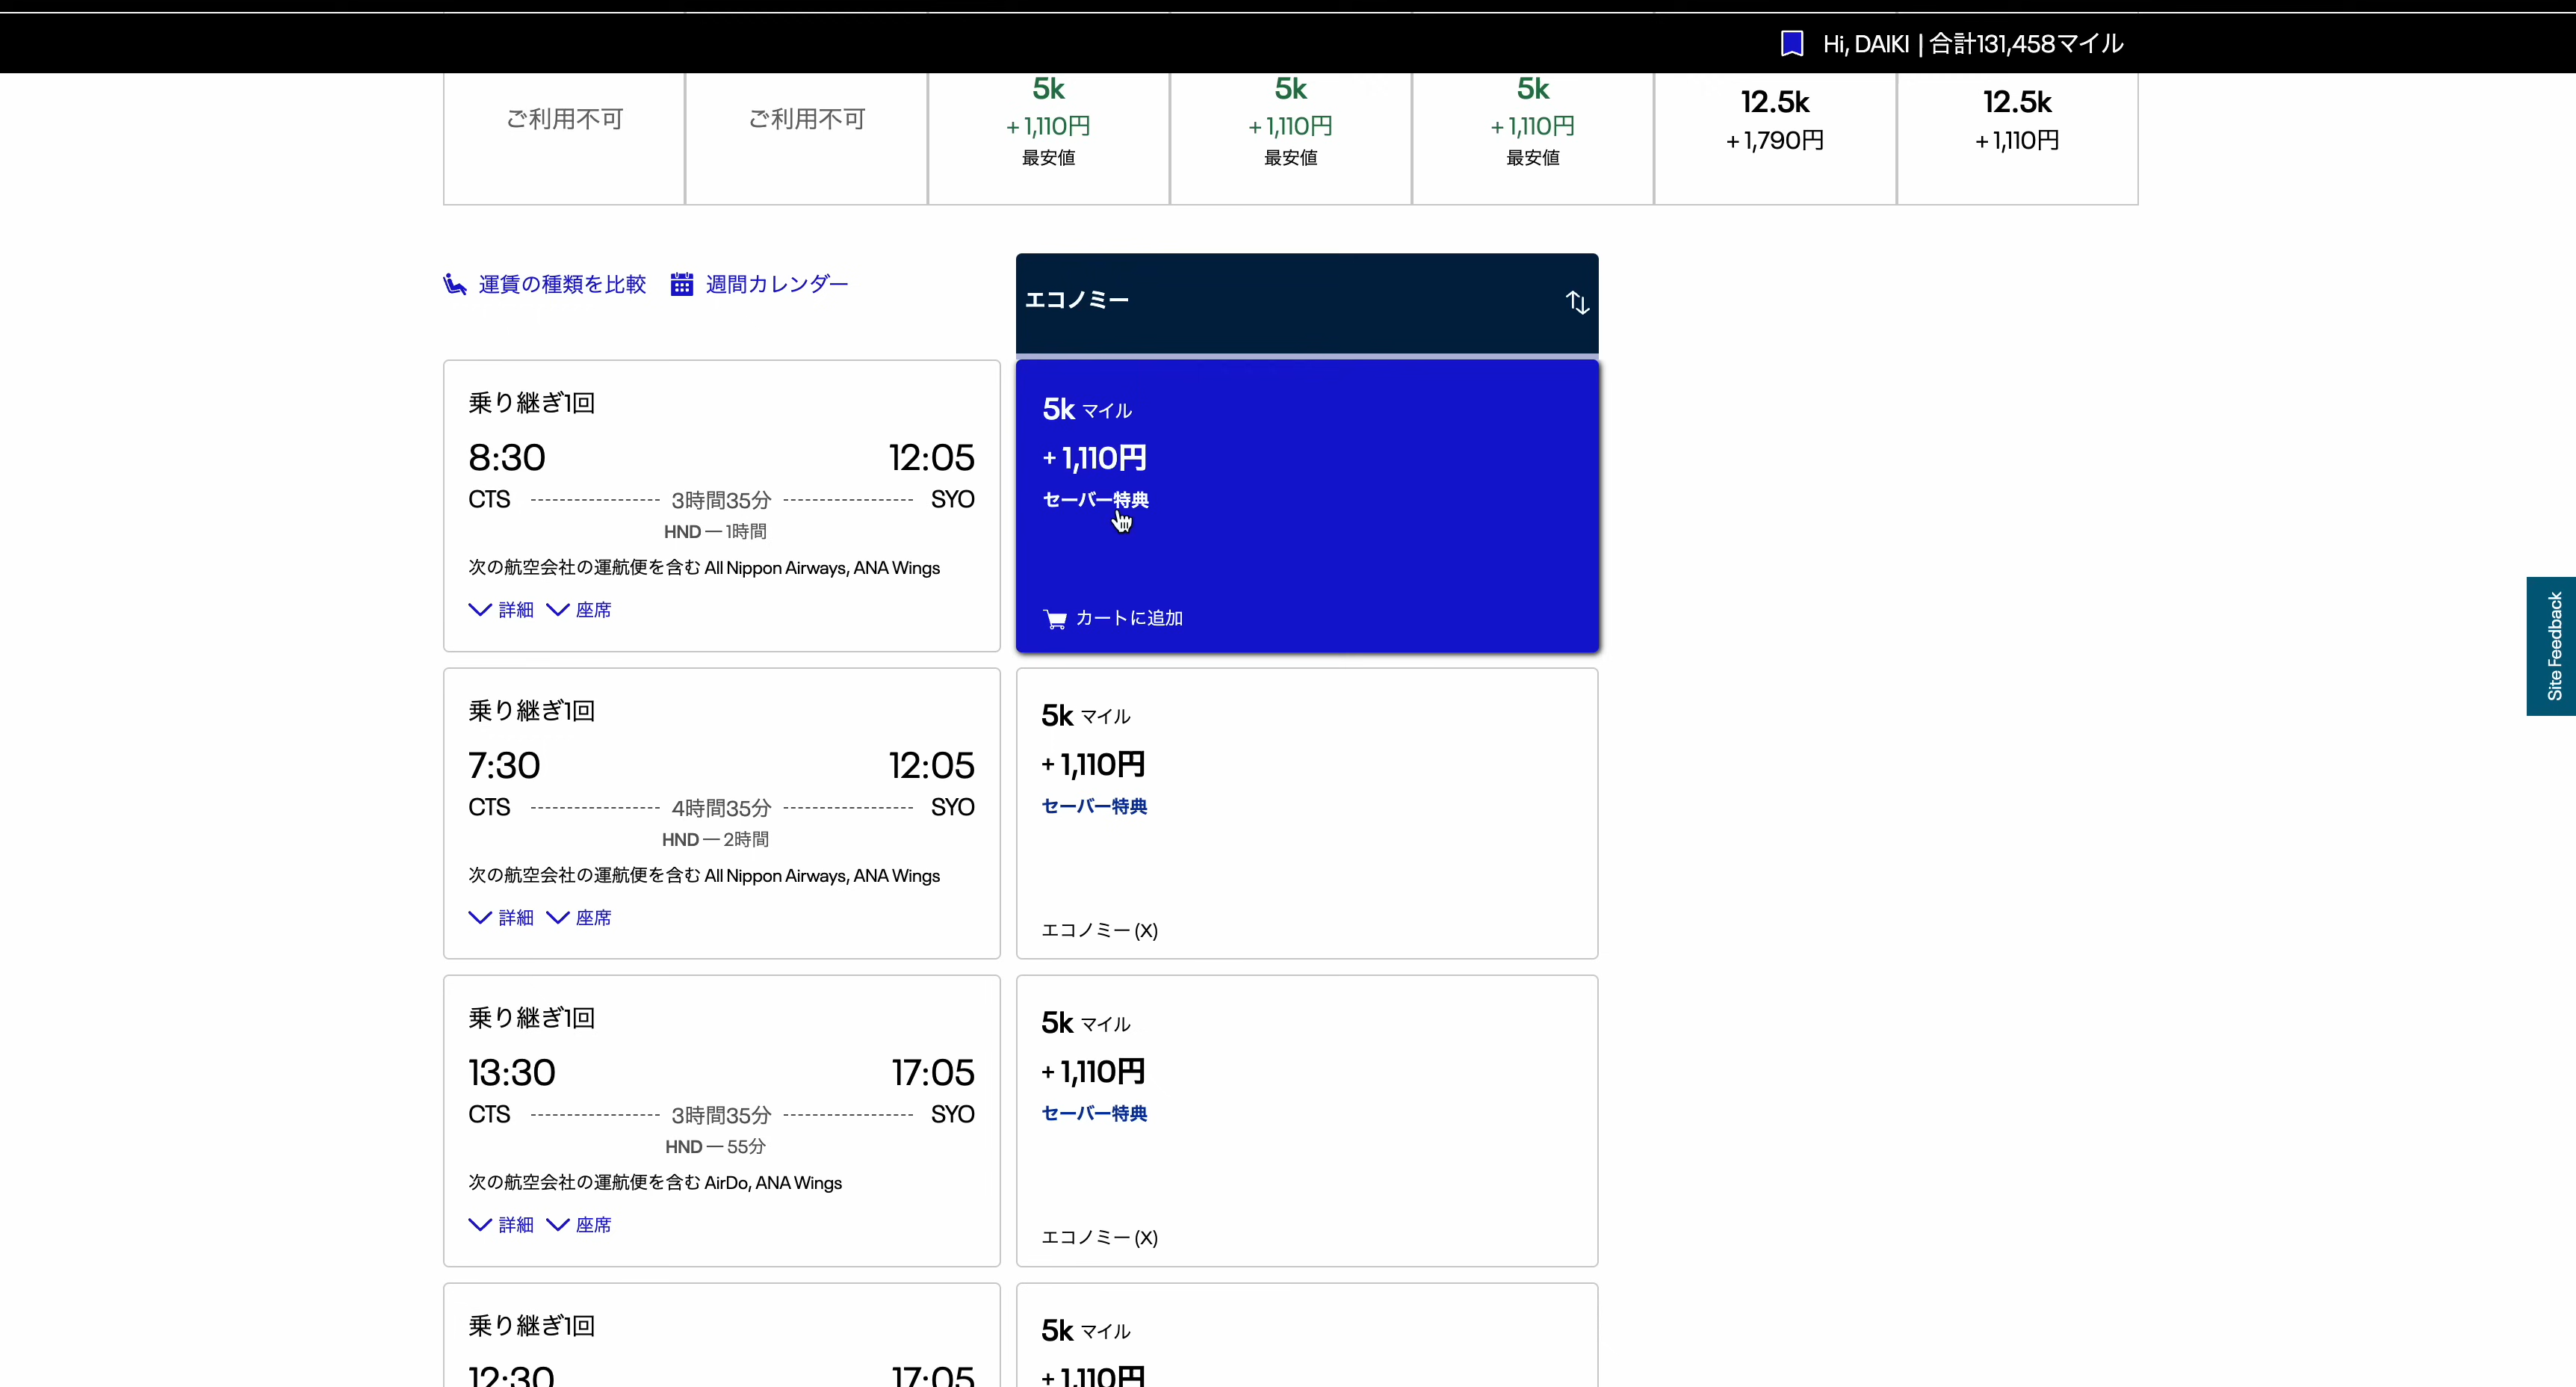 Hi, DAIKI | 合計131,458マイル
ご利用不可
ご利用不可
5k
+1,110円
最安値
5k
+1,110円
最安値
5k
+1,110円
最安値
12.5k
+1,790円
12.5k
+1,110円
運賃の種類を比較
週間カレンダー
エコノミー
乗り継ぎ1回
8:30 12:05
CTS 3時間35分 SYO
HND — 1時間
次の航空会社の運航便を含む All Nippon Airways, ANA Wings
詳細 座席
5k マイル
+ 1,110円
セーバー特典
カートに追加
乗り継ぎ1回
7:30 12:05
CTS 4時間35分 SYO
HND — 2時間
次の航空会社の運航便を含む All Nippon Airways, ANA Wings
詳細 座席
5k マイル
+ 1,110円
セーバー特典
エコノミー (X)
乗り継ぎ1回
13:30 17:05
CTS 3時間35分 SYO
HND — 55分
次の航空会社の運航便を含む AirDo, ANA Wings
詳細 座席
5k マイル
+ 1,110円
セーバー特典
エコノミー (X)
乗り継ぎ1回
12:30 17:05
5k マイル
+ 1,110円
Site Feedback